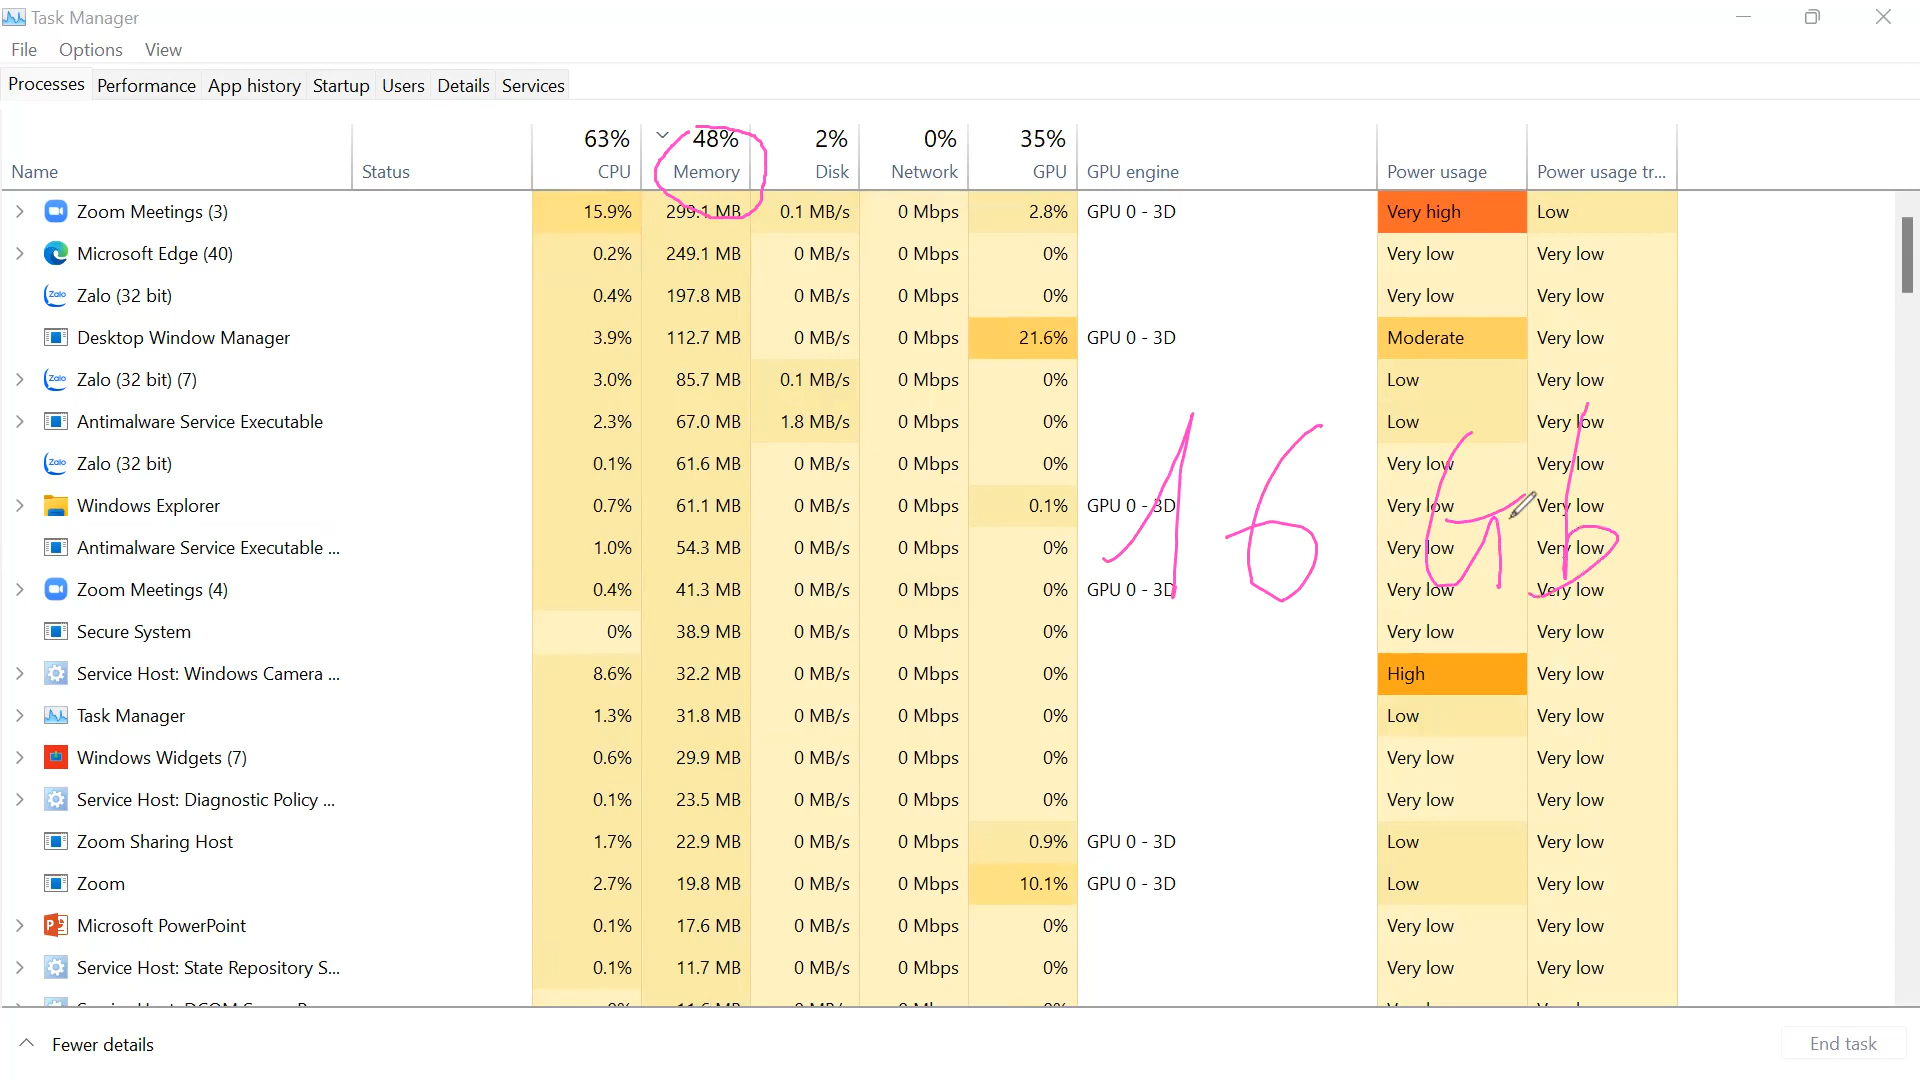 Task Manager
File Options View
Processes Performance App history Startup Users Details Services
63% 48% 2% 0% 35%
Name Status CPU Memory Disk Network GPU GPU engine Power usage Power usage tr...
Zoom Meetings (3) 15.9% 299.1 MB 0.1 MB/s 0 Mbps 2.8% GPU 0 - 3D Very high Low
Microsoft Edge (40) 0.2% 249.1 MB 0 MB/s 0 Mbps 0% Very low Very low
Zalo (32 bit) 0.4% 197.8 MB 0 MB/s 0 Mbps 0% Very low Very low
Desktop Window Manager 3.9% 112.7 MB 0 MB/s 0 Mbps 21.6% GPU 0 - 3D Moderate Very low
Zalo (32 bit) (7) 3.0% 85.7 MB 0.1 MB/s 0 Mbps 0% Low Very low
Antimalware Service Executable 2.3% 67.0 MB 1.8 MB/s 0 Mbps 0% Low Very low
Zalo (32 bit) 0.1% 61.6 MB 0 MB/s 0 Mbps 0% Very low Very low
Windows Explorer 0.7% 61.1 MB 0 MB/s 0 Mbps 0.1% GPU 0 - 3D Very low Very low
16 Gb
Antimalware Service Executable ... 1.0% 54.3 MB 0 MB/s 0 Mbps 0% Very low Very low
Zoom Meetings (4) 0.4% 41.3 MB 0 MB/s 0 Mbps 0% GPU 0 - 3D Very low Very low
Secure System 0% 38.9 MB 0 MB/s 0 Mbps 0% Very low Very low
Service Host: Windows Camera ... 8.6% 32.2 MB 0 MB/s 0 Mbps 0% High Very low
Task Manager 1.3% 31.8 MB 0 MB/s 0 Mbps 0% Low Very low
Windows Widgets (7) 0.6% 29.9 MB 0 MB/s 0 Mbps 0% Very low Very low
Service Host: Diagnostic Policy ... 0.1% 23.5 MB 0 MB/s 0 Mbps 0% Very low Very low
Zoom Sharing Host 1.7% 22.9 MB 0 MB/s 0 Mbps 0.9% GPU 0 - 3D Low Very low
Zoom 2.7% 19.8 MB 0 MB/s 0 Mbps 10.1% GPU 0 - 3D Low Very low
Microsoft PowerPoint 0.1% 17.6 MB 0 MB/s 0 Mbps 0% Very low Very low
Service Host: State Repository S... 0.1% 11.7 MB 0 MB/s 0 Mbps 0% Very low Very low
Fewer details End task